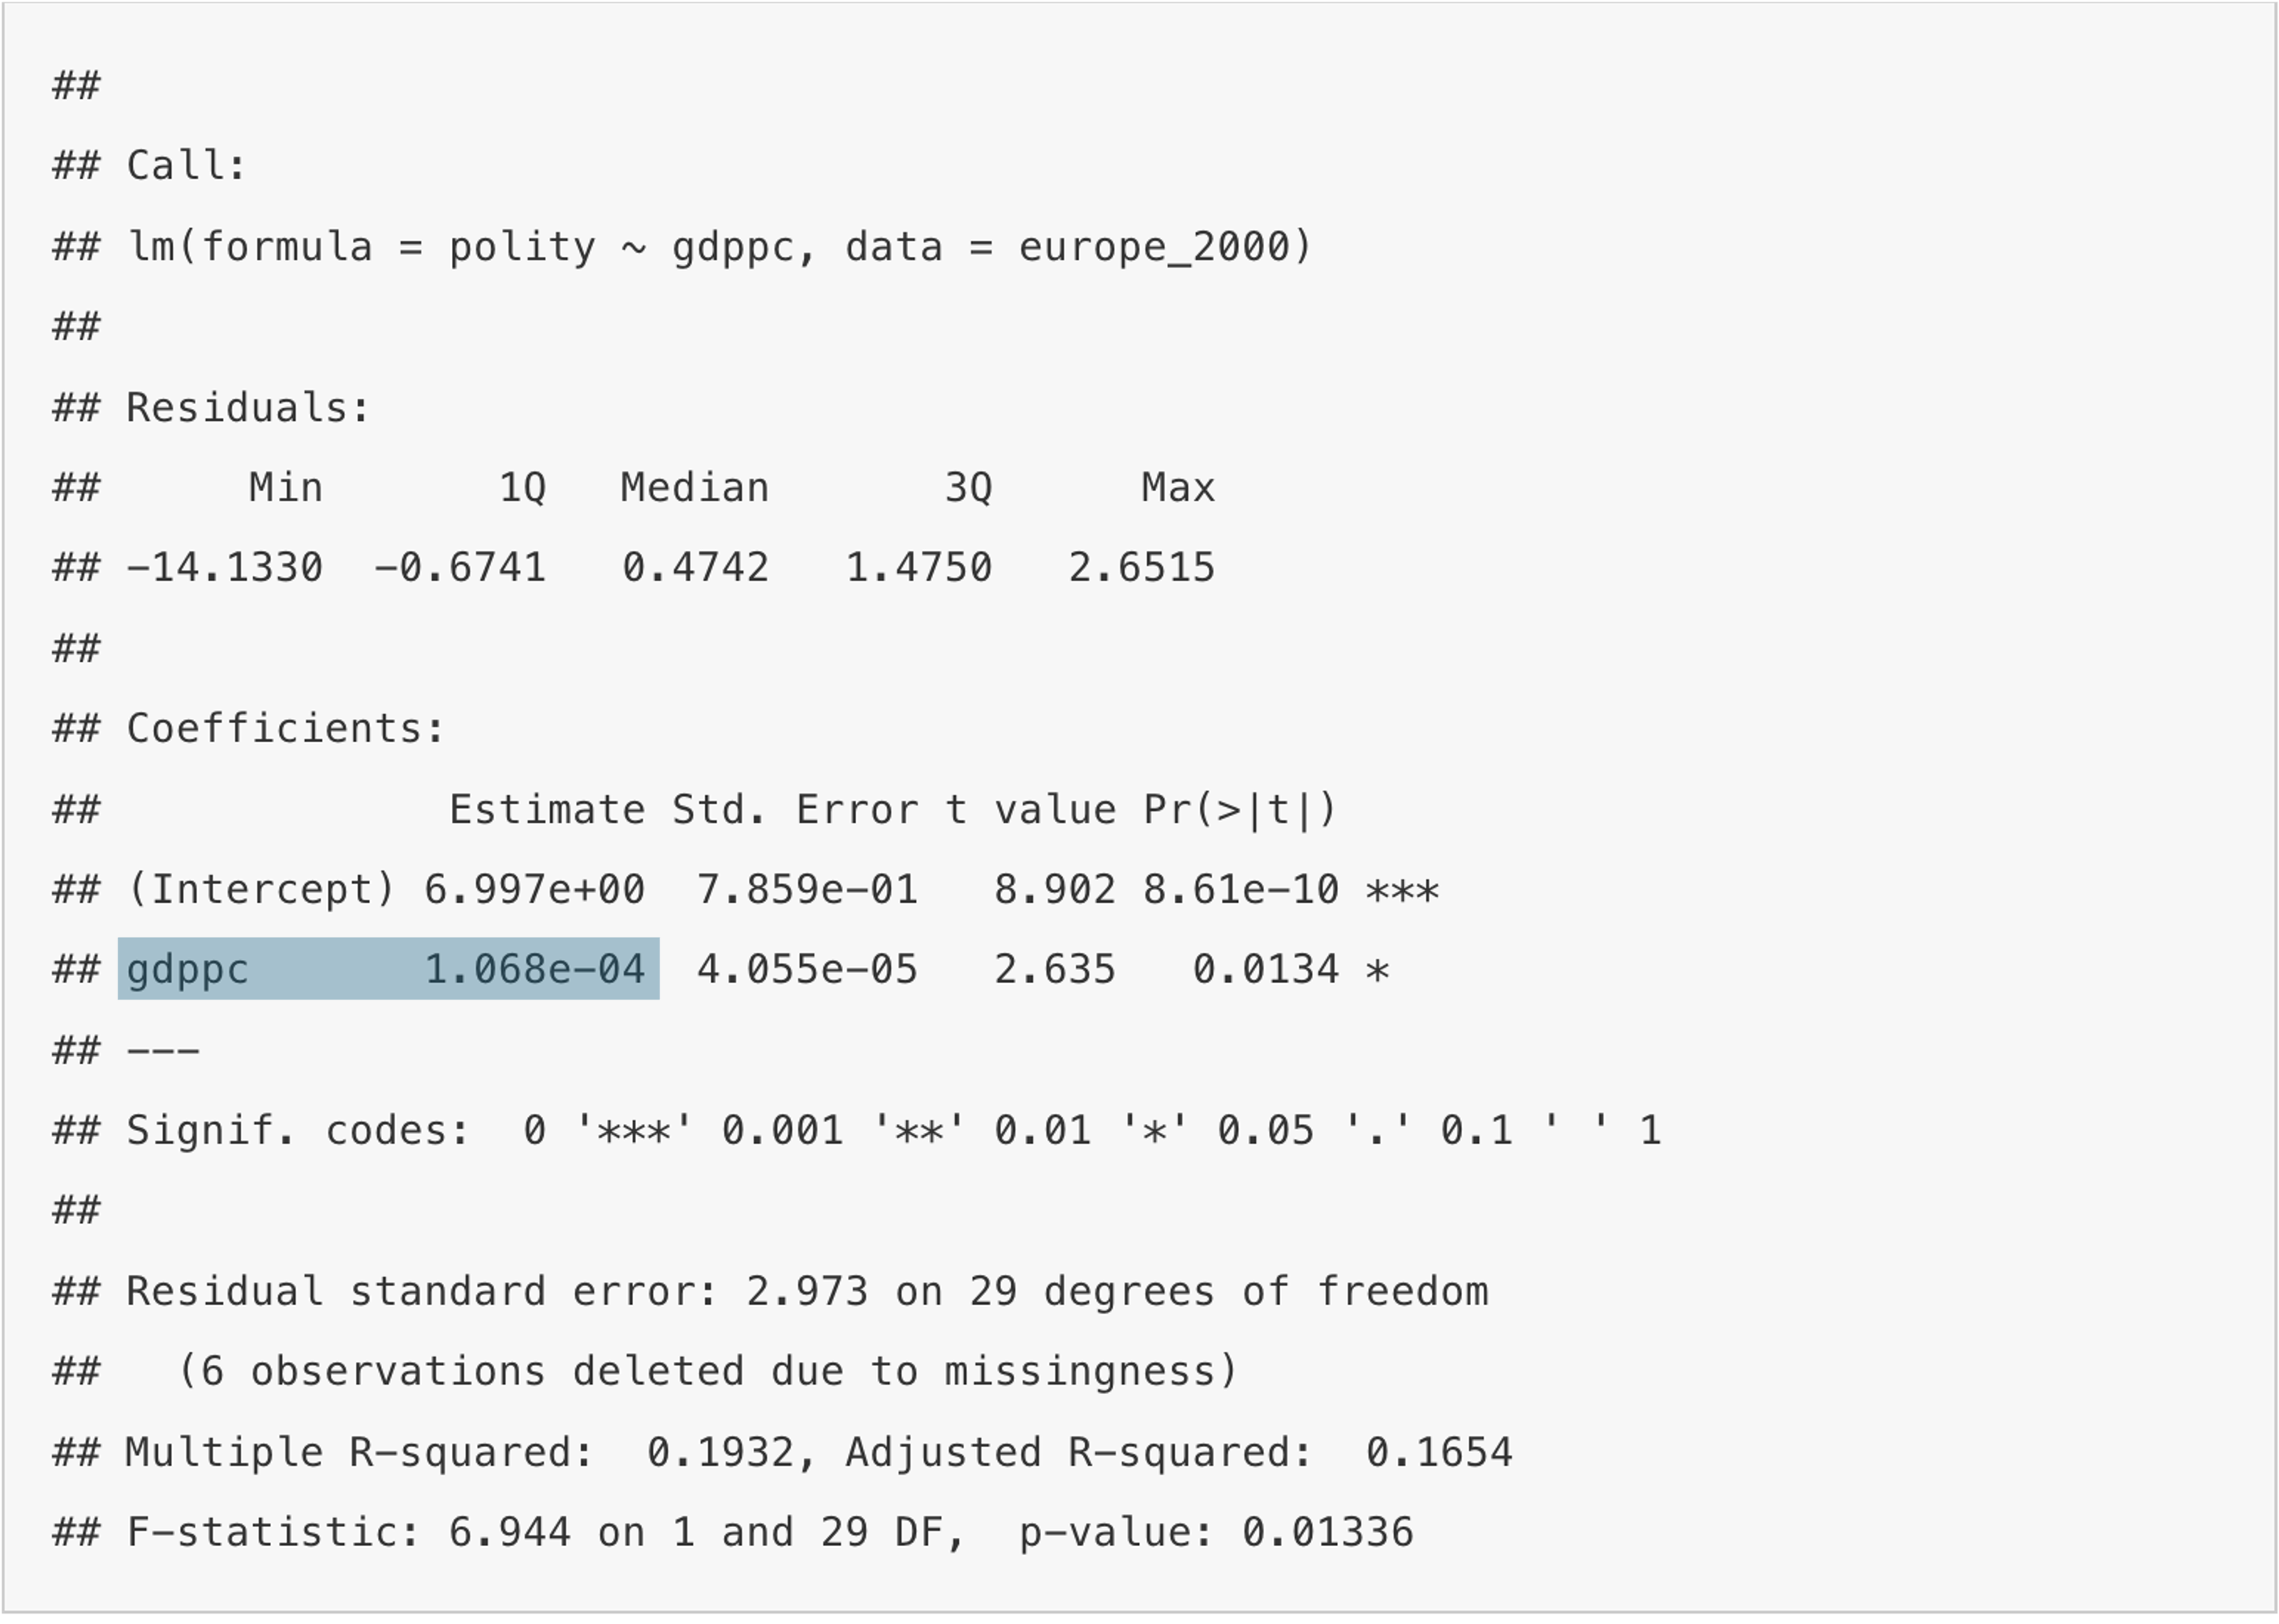 ##
## Call:
## lm(formula = polity ~ gdppc, data = europe_2000)
##
## Residuals:
##      Min       1Q   Median       3Q      Max
## -14.1330  -0.6741   0.4742   1.4750   2.6515
##
## Coefficients:
##              Estimate Std. Error t value Pr(>|t|)
## (Intercept) 6.997e+00  7.859e-01   8.902 8.61e-10 ***
## gdppc       1.068e-04  4.055e-05   2.635   0.0134 *
## ---
## Signif. codes:  0 '***' 0.001 '**' 0.01 '*' 0.05 '.' 0.1 ' ' 1
##
## Residual standard error: 2.973 on 29 degrees of freedom
##   (6 observations deleted due to missingness)
## Multiple R-squared:  0.1932, Adjusted R-squared:  0.1654
## F-statistic: 6.944 on 1 and 29 DF,  p-value: 0.01336